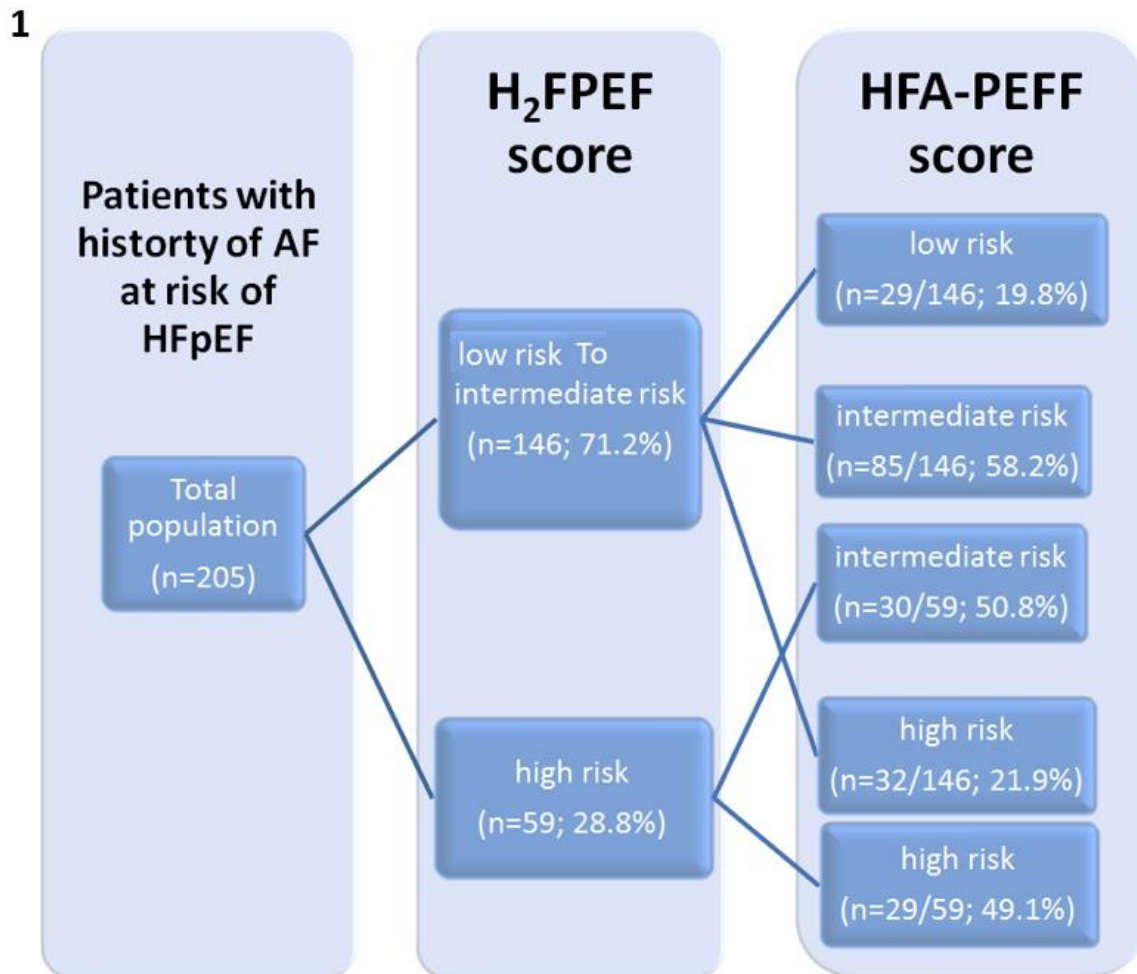 1
Patients with
historty of AF
at risk of
HFpEF
Total
population
(n=205)
H₂FPEF
score
low risk To
intermediate risk
(n=146; 71.2%)
high risk
(n=59; 28.8%)
HFA-PEFF
score
low risk
(n=29/146; 19.8%)
intermediate risk
(n=85/146; 58.2%)
intermediate risk
(n=30/59; 50.8%)
high risk
(n=32/146; 21.9%)
high risk
(n=29/59; 49.1%)